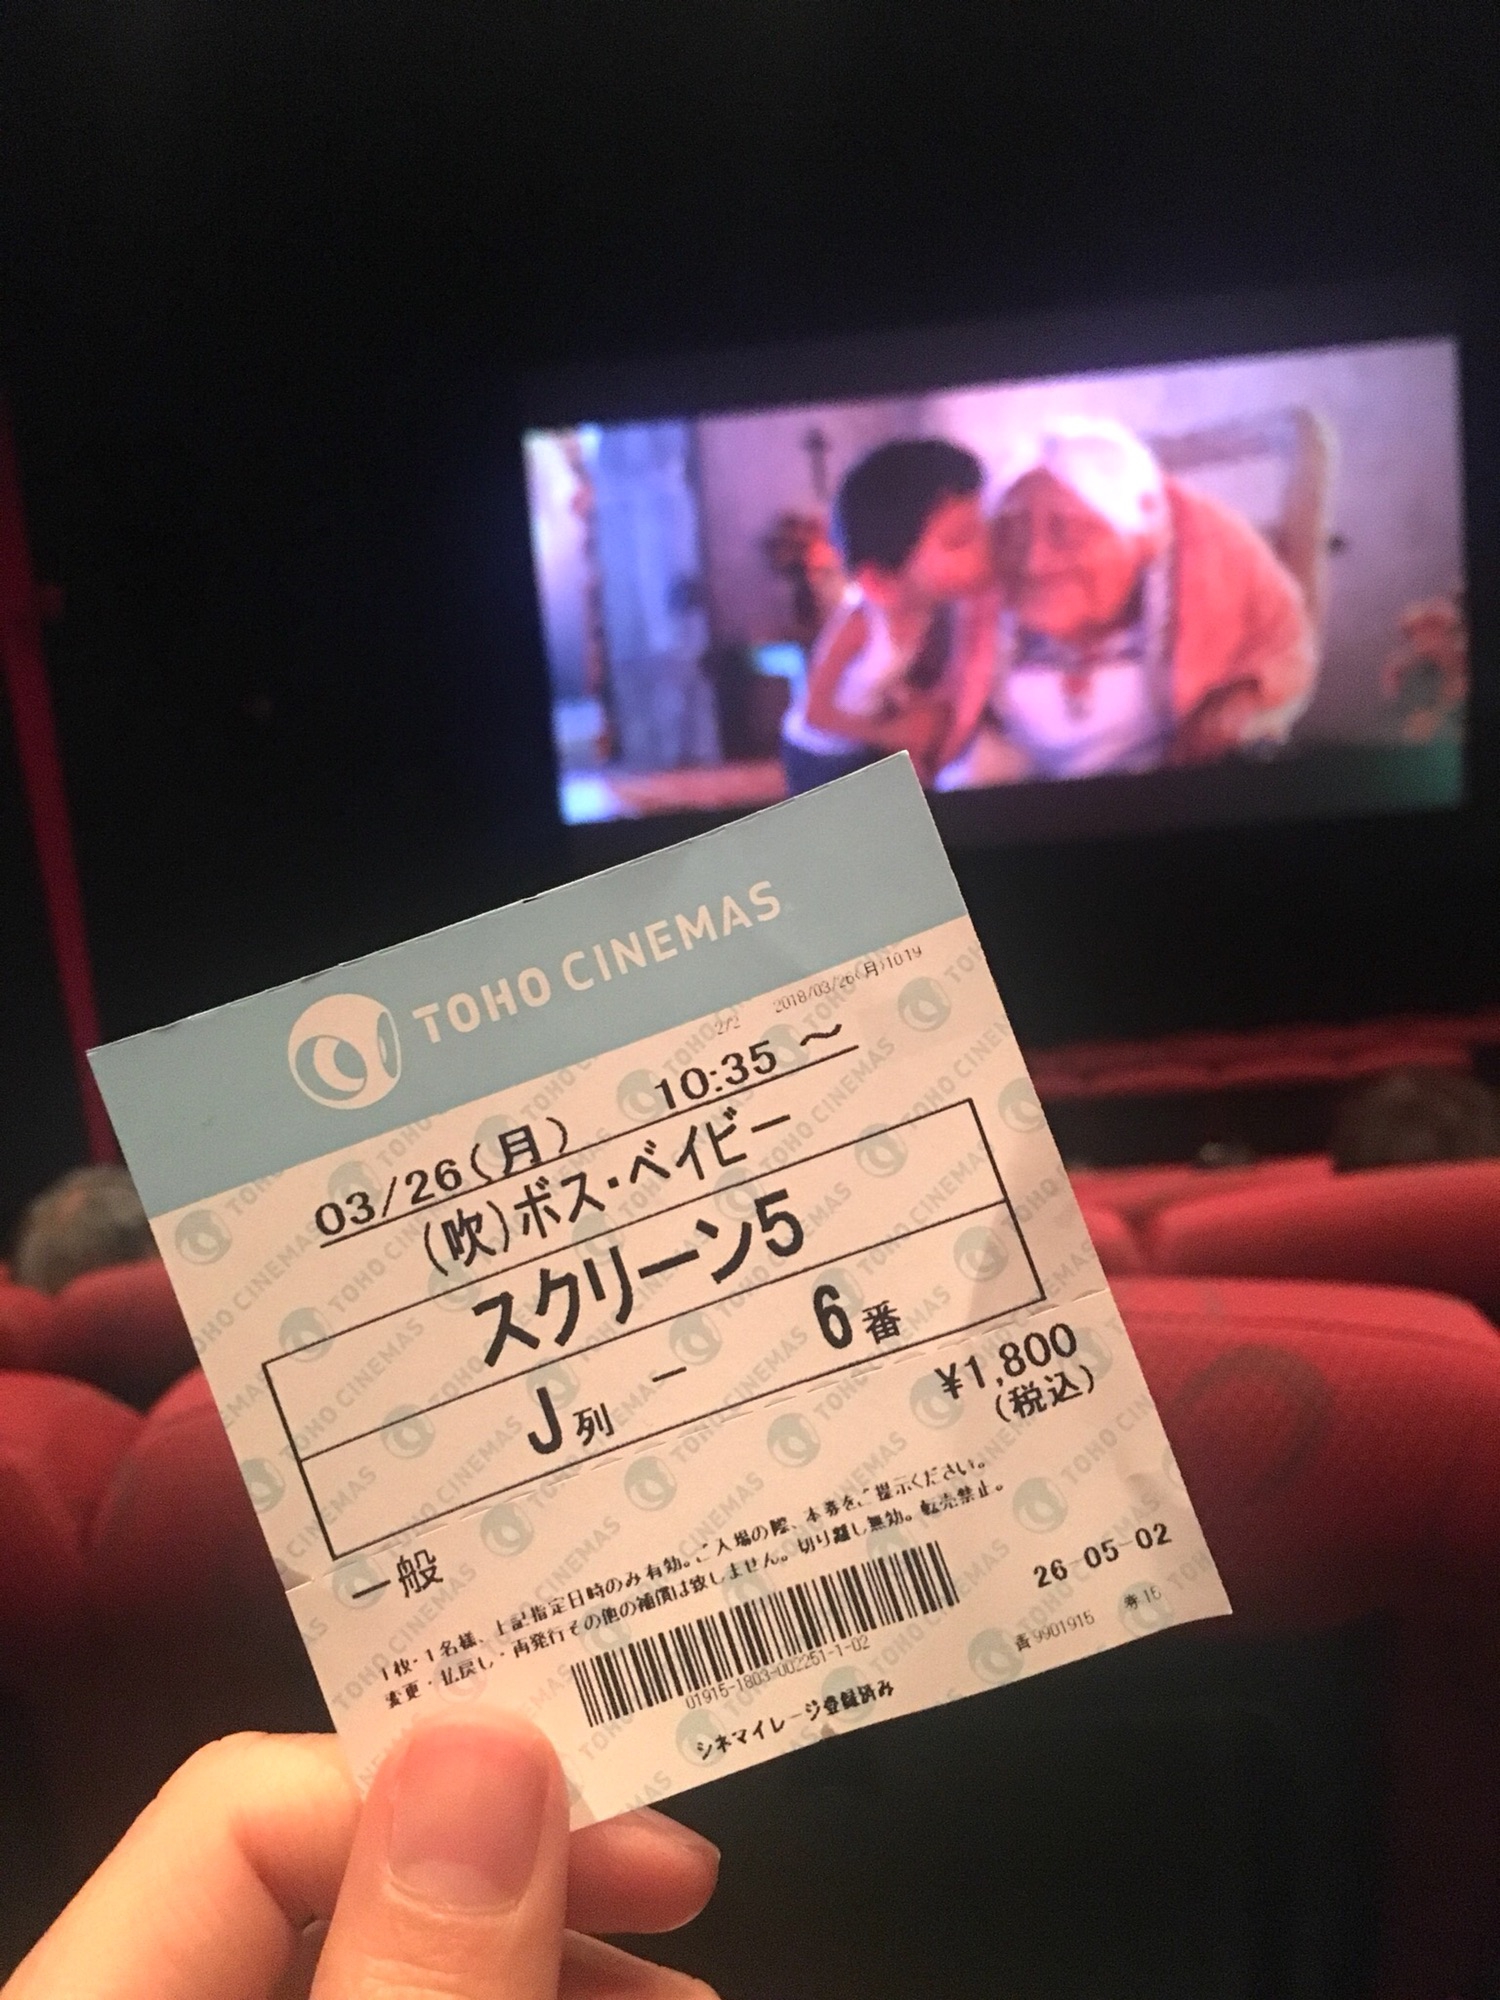 TOHO CINEMAS
2/2 2018/03/26(月)10:19
03/26(月) 10:35 ～
(吹)ボス・ベイビー
スクリーン5
J列 － 6番
¥1,800
(税込)
一般
1枚・1名様、上記指定日時のみ有効。ご入場の際、本券をご提示ください。
変更・払戻し・再発行その他の補償は致しません。切り離し無効。転売禁止。
26-05-02
01915-1803-002251-1-02
9901915
シネマイレージ登録済み